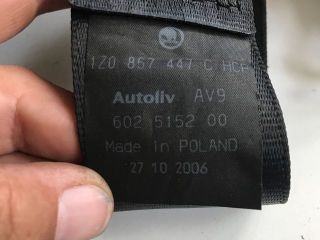 1Z0 857 447 C HCF
Autoliv AV9
602 5152 00
Made in POLAND
27 10 2006